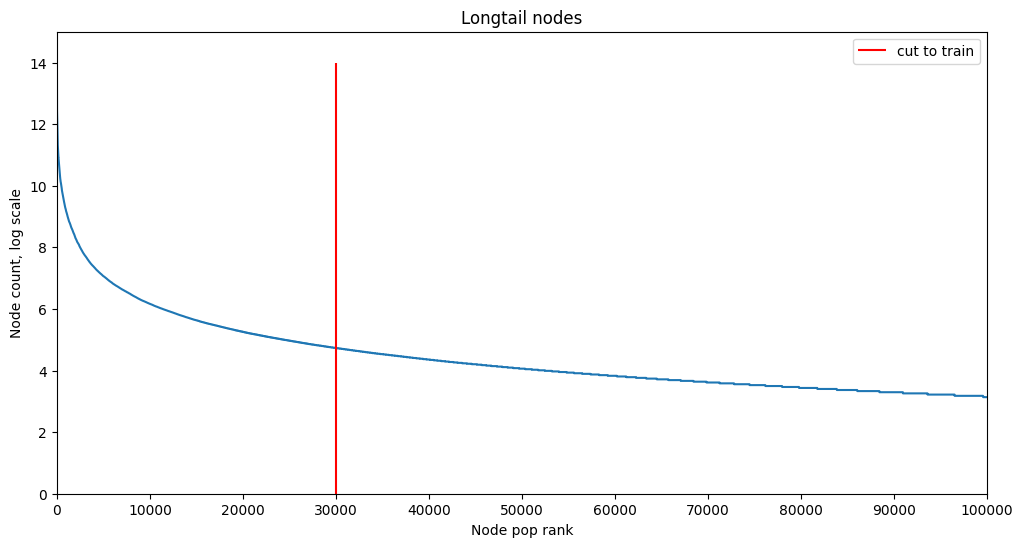 Longtail nodes
cut to train
Node count, log scale
14
12
10
8
6
4
2
0
0 10000 20000 30000 40000 50000 60000 70000 80000 90000 100000
Node pop rank